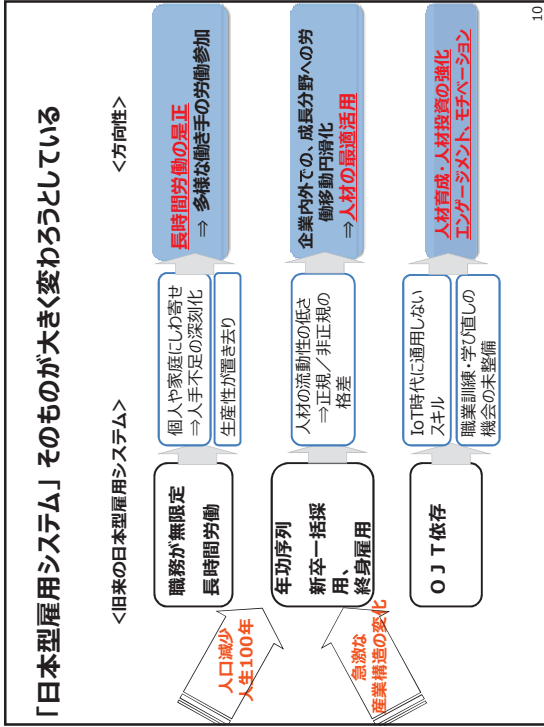 「日本型雇用システム」そのものが大きく変わろうとしている
<旧来の日本型雇用システム>
<方向性>
人口減少
人生100年
急激な
産業構造の変化
職務が無限定
長時間労働
個人や家庭にしわ寄せ
⇒人手不足の深刻化
生産性が置き去り
長時間労働の是正
⇒ 多様な働き手の労働参加
年功序列
新卒一括採
用、
終身雇用
人材の流動性の低さ
⇒正規／非正規の
格差
企業内外での、成長分野への労
働移動円滑化
⇒人材の最適活用
OJT依存
IoT時代に通用しない
スキル
職業訓練・学び直しの
機会の未整備
人材育成・人材投資の強化
エンゲージメント、モチベーション
10